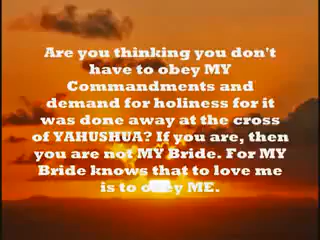 Are you thinking you don't
have to obey MY
Commandments and
demand for holiness for it
was done away at the cross
of YAHUSHUA? If you are, then
you are not MY Bride. For MY
Bride knows that to love me
is to obey ME.